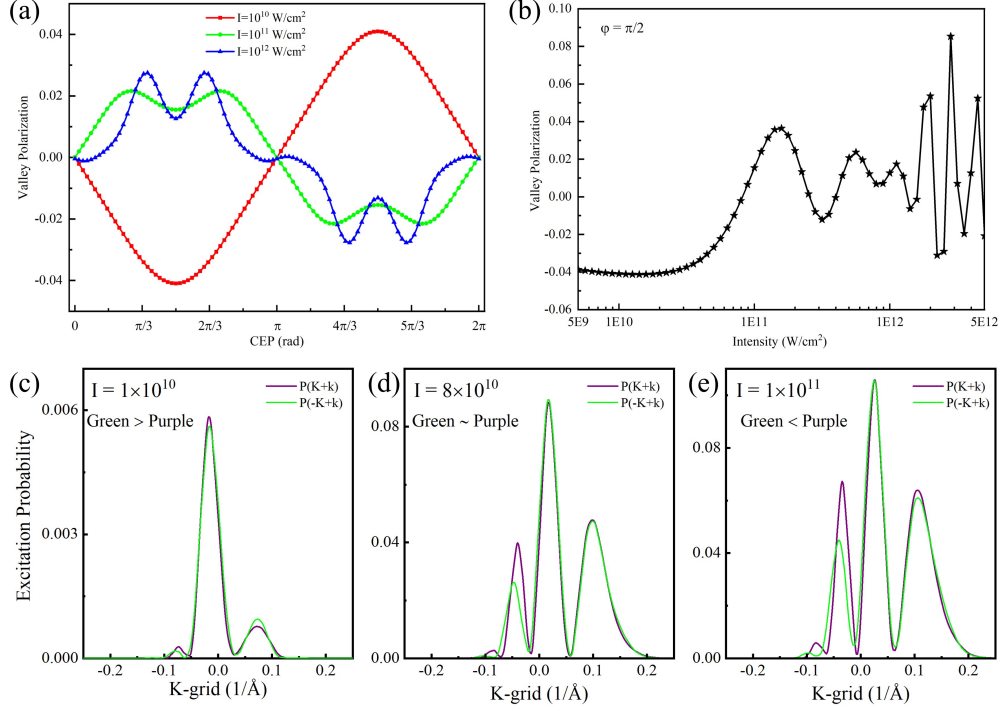 (a)
I=10¹⁰ W/cm²
I=10¹¹ W/cm²
I=10¹² W/cm²
Valley Polarization
0.04
0.02
0.00
-0.02
-0.04
0
π/3
2π/3
π
4π/3
5π/3
2π
CEP (rad)
(b)
φ = π/2
Valley Polarization
0.10
0.08
0.06
0.04
0.02
0.00
-0.02
-0.04
-0.06
5E9
1E10
1E11
1E12
5E12
Intensity (W/cm²)
(c)
I = 1×10¹⁰
P(K+k)
P(-K+k)
Green > Purple
Excitation Probability
0.006
0.003
0.000
-0.2
-0.1
0.0
0.1
0.2
K-grid (1/Å)
(d)
I = 8×10¹⁰
P(K+k)
P(-K+k)
Green ~ Purple
0.08
0.04
0.00
-0.2
-0.1
0.0
0.1
0.2
K-grid (1/Å)
(e)
I = 1×10¹¹
P(K+k)
P(-K+k)
Green < Purple
0.08
0.04
0.00
-0.2
-0.1
0.0
0.1
0.2
K-grid (1/Å)